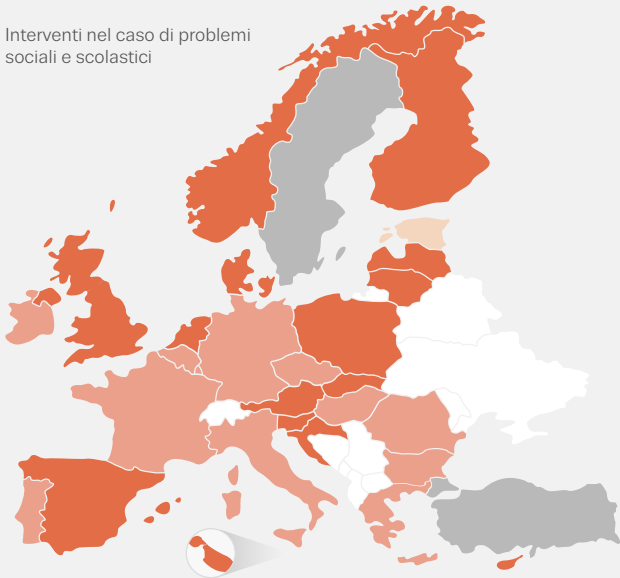 Interventi nel caso di problemi
sociali e scolastici